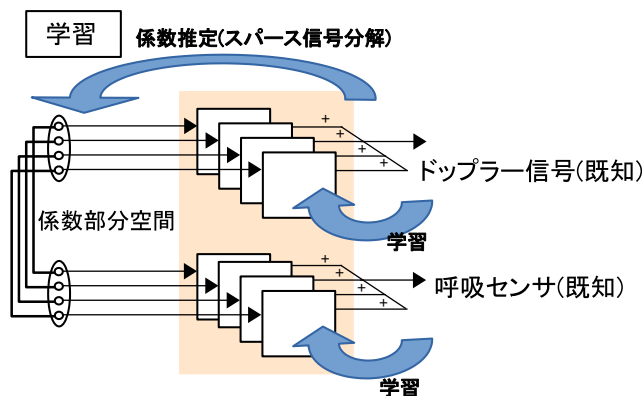 学習
係数推定(スパース信号分解)
+
+
+
+
ドップラー信号(既知)
係数部分空間
学習
+
+
+
+
呼吸センサ(既知)
学習